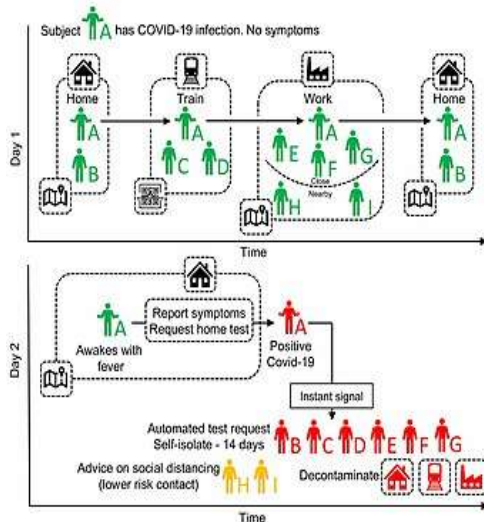 Subject A has COVID-19 infection. No symptoms
Day 1
Home
Train
Work
Home
A
A
A
A
B
C
D
E
F
G
B
Close
Nearby
H
I
Time
Day 2
A
Report symptoms
Request home test
A
Awakes with
fever
Positive
Covid-19
Instant signal
Automated test request
Self-isolate - 14 days
B C D E F G
Advice on social distancing
(lower risk contact)
H I
Decontaminate
Time